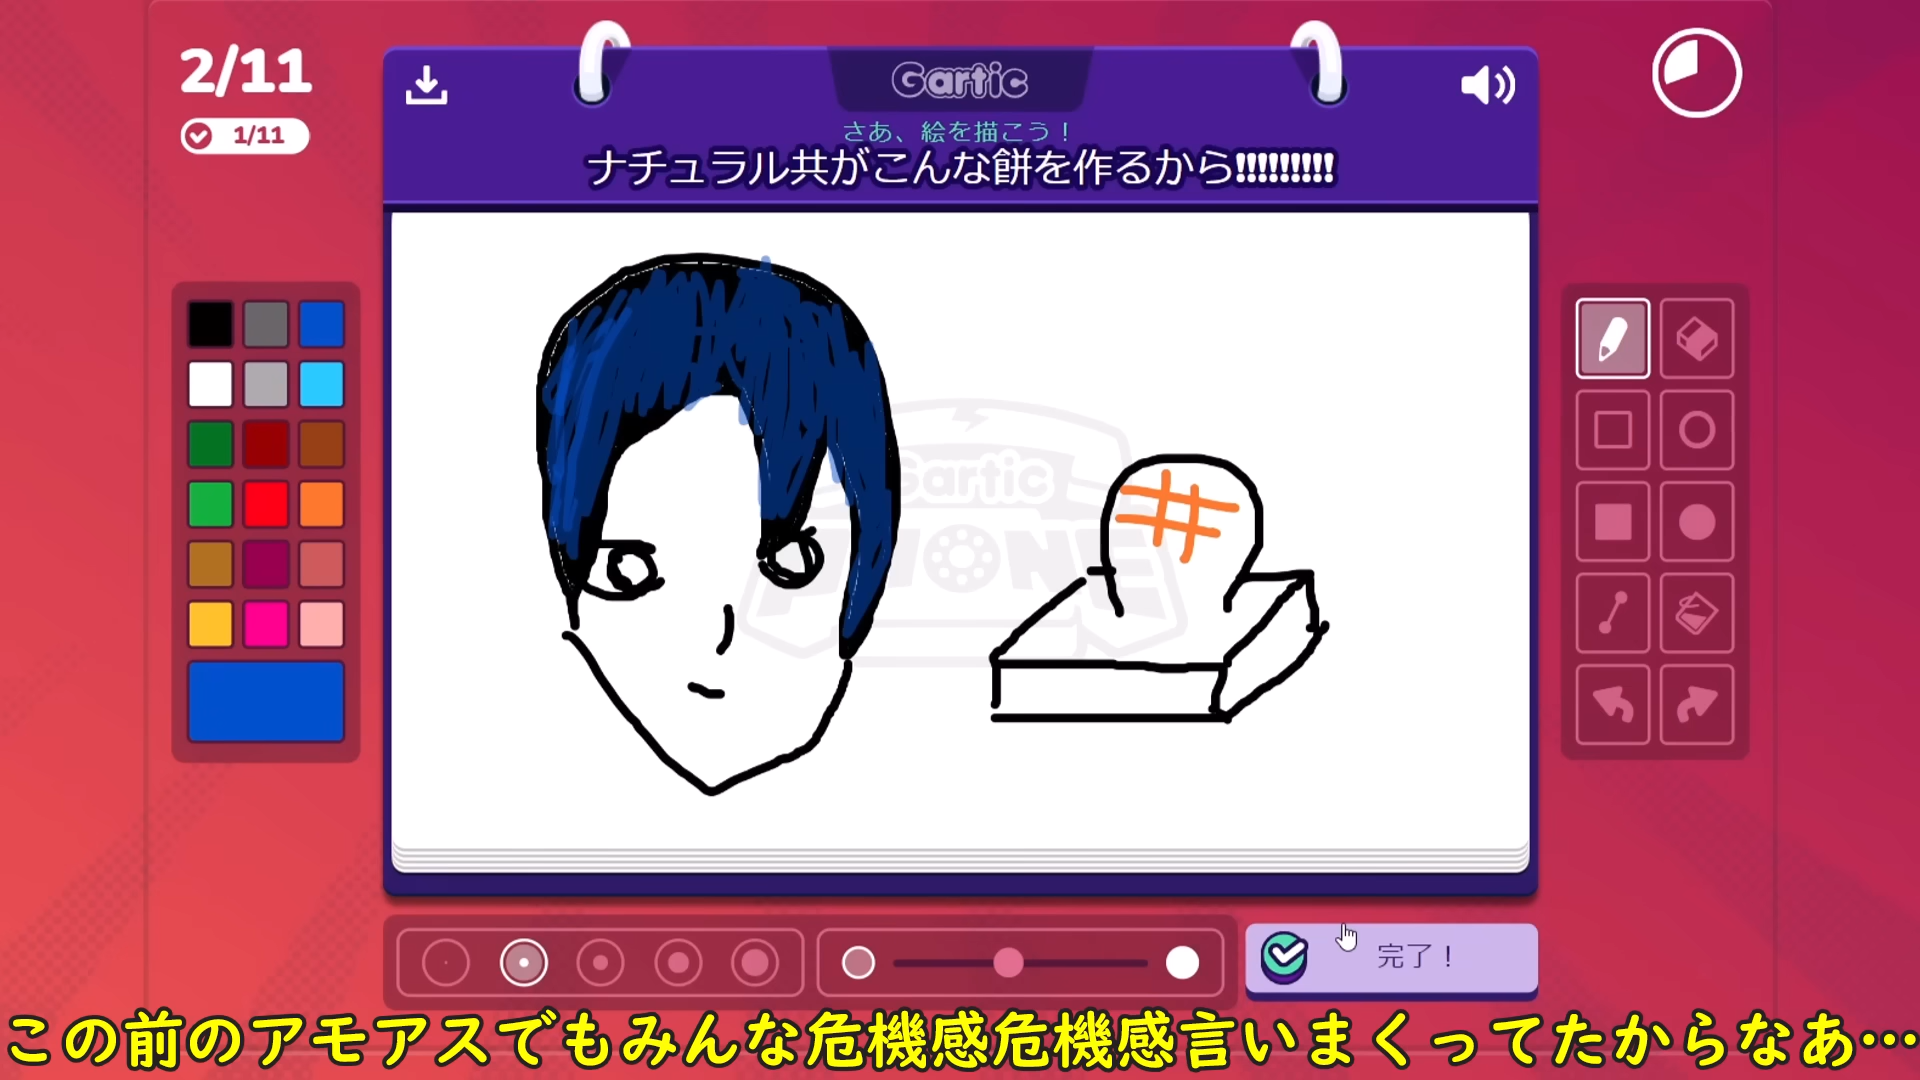 2/11
1/11
Gartic
さあ、絵を描こう！
ナチュラル共がこんな餅を作るから!!!!!!!!!
Gartic
PHONE
完了！
この前のアモアスでもみんな危機感危機感言いまくってたからなあ…